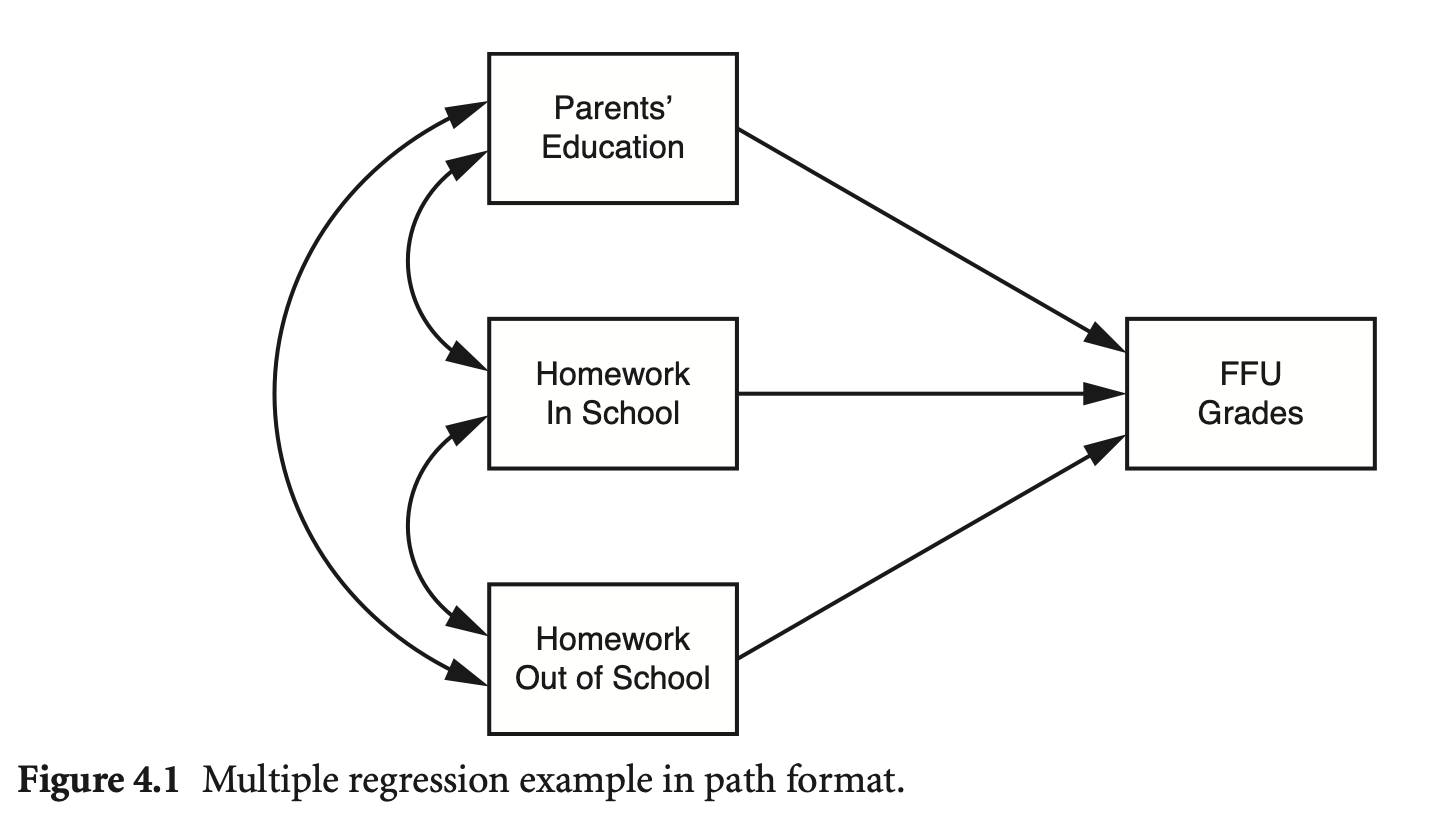 Parents’
Education
Homework
In School
FFU
Grades
Homework
Out of School
Figure 4.1 Multiple regression example in path format.